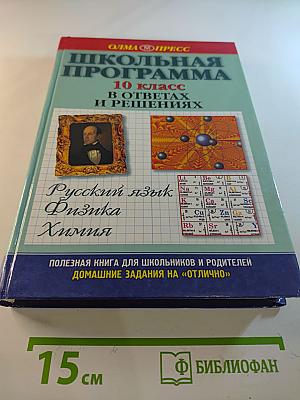 ОЛМА М ПРЕСС
ШКОЛЬНАЯ
ПРОГРАММА
10 класс
В ОТВЕТАХ
И РЕШЕНИЯХ
Русский язык
Физика
Химия
ПОЛЕЗНАЯ КНИГА ДЛЯ ШКОЛЬНИКОВ И РОДИТЕЛЕЙ
ДОМАШНИЕ ЗАДАНИЯ НА «ОТЛИЧНО»
15 см
Ф БИБЛИОФАН